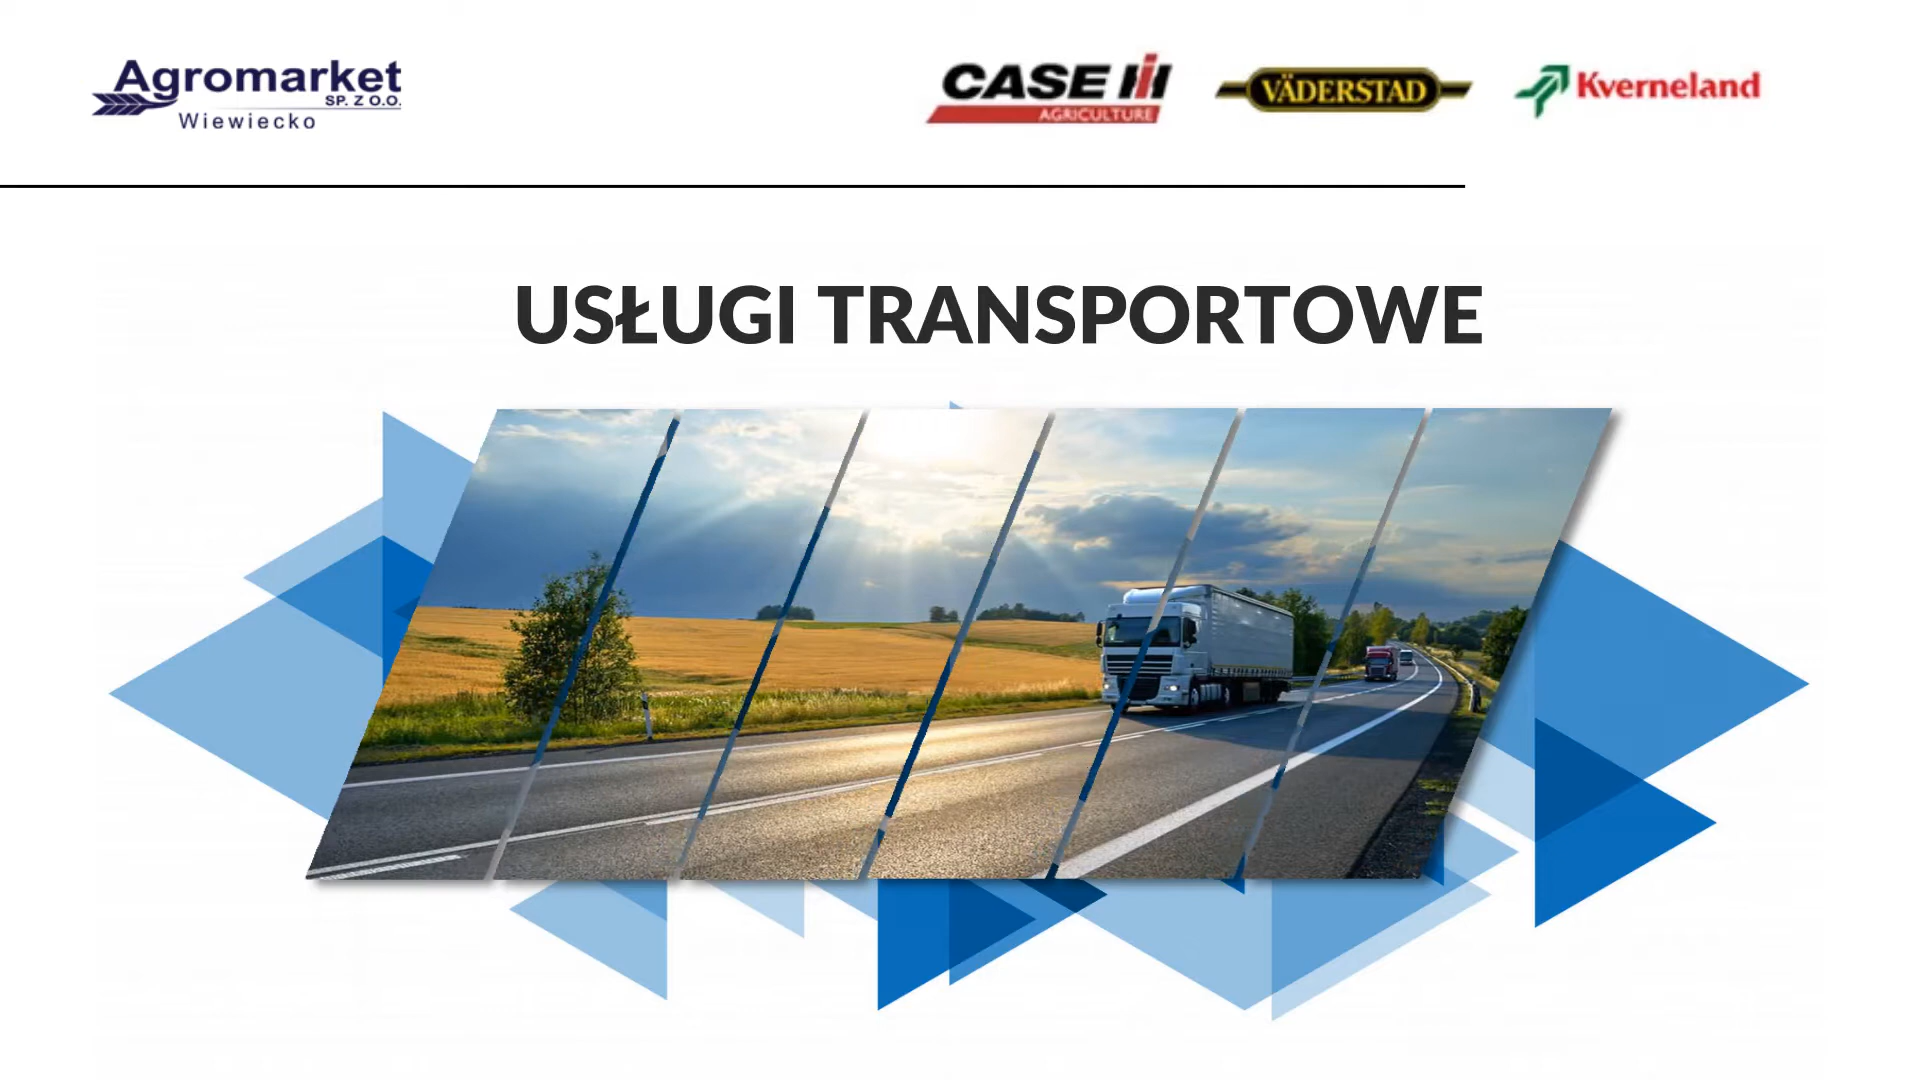 Agromarket
SP. Z O.O.
Wiewiecko
CASE IH
AGRICULTURE
VÄDERSTAD
Kverneland
USŁUGI TRANSPORTOWE